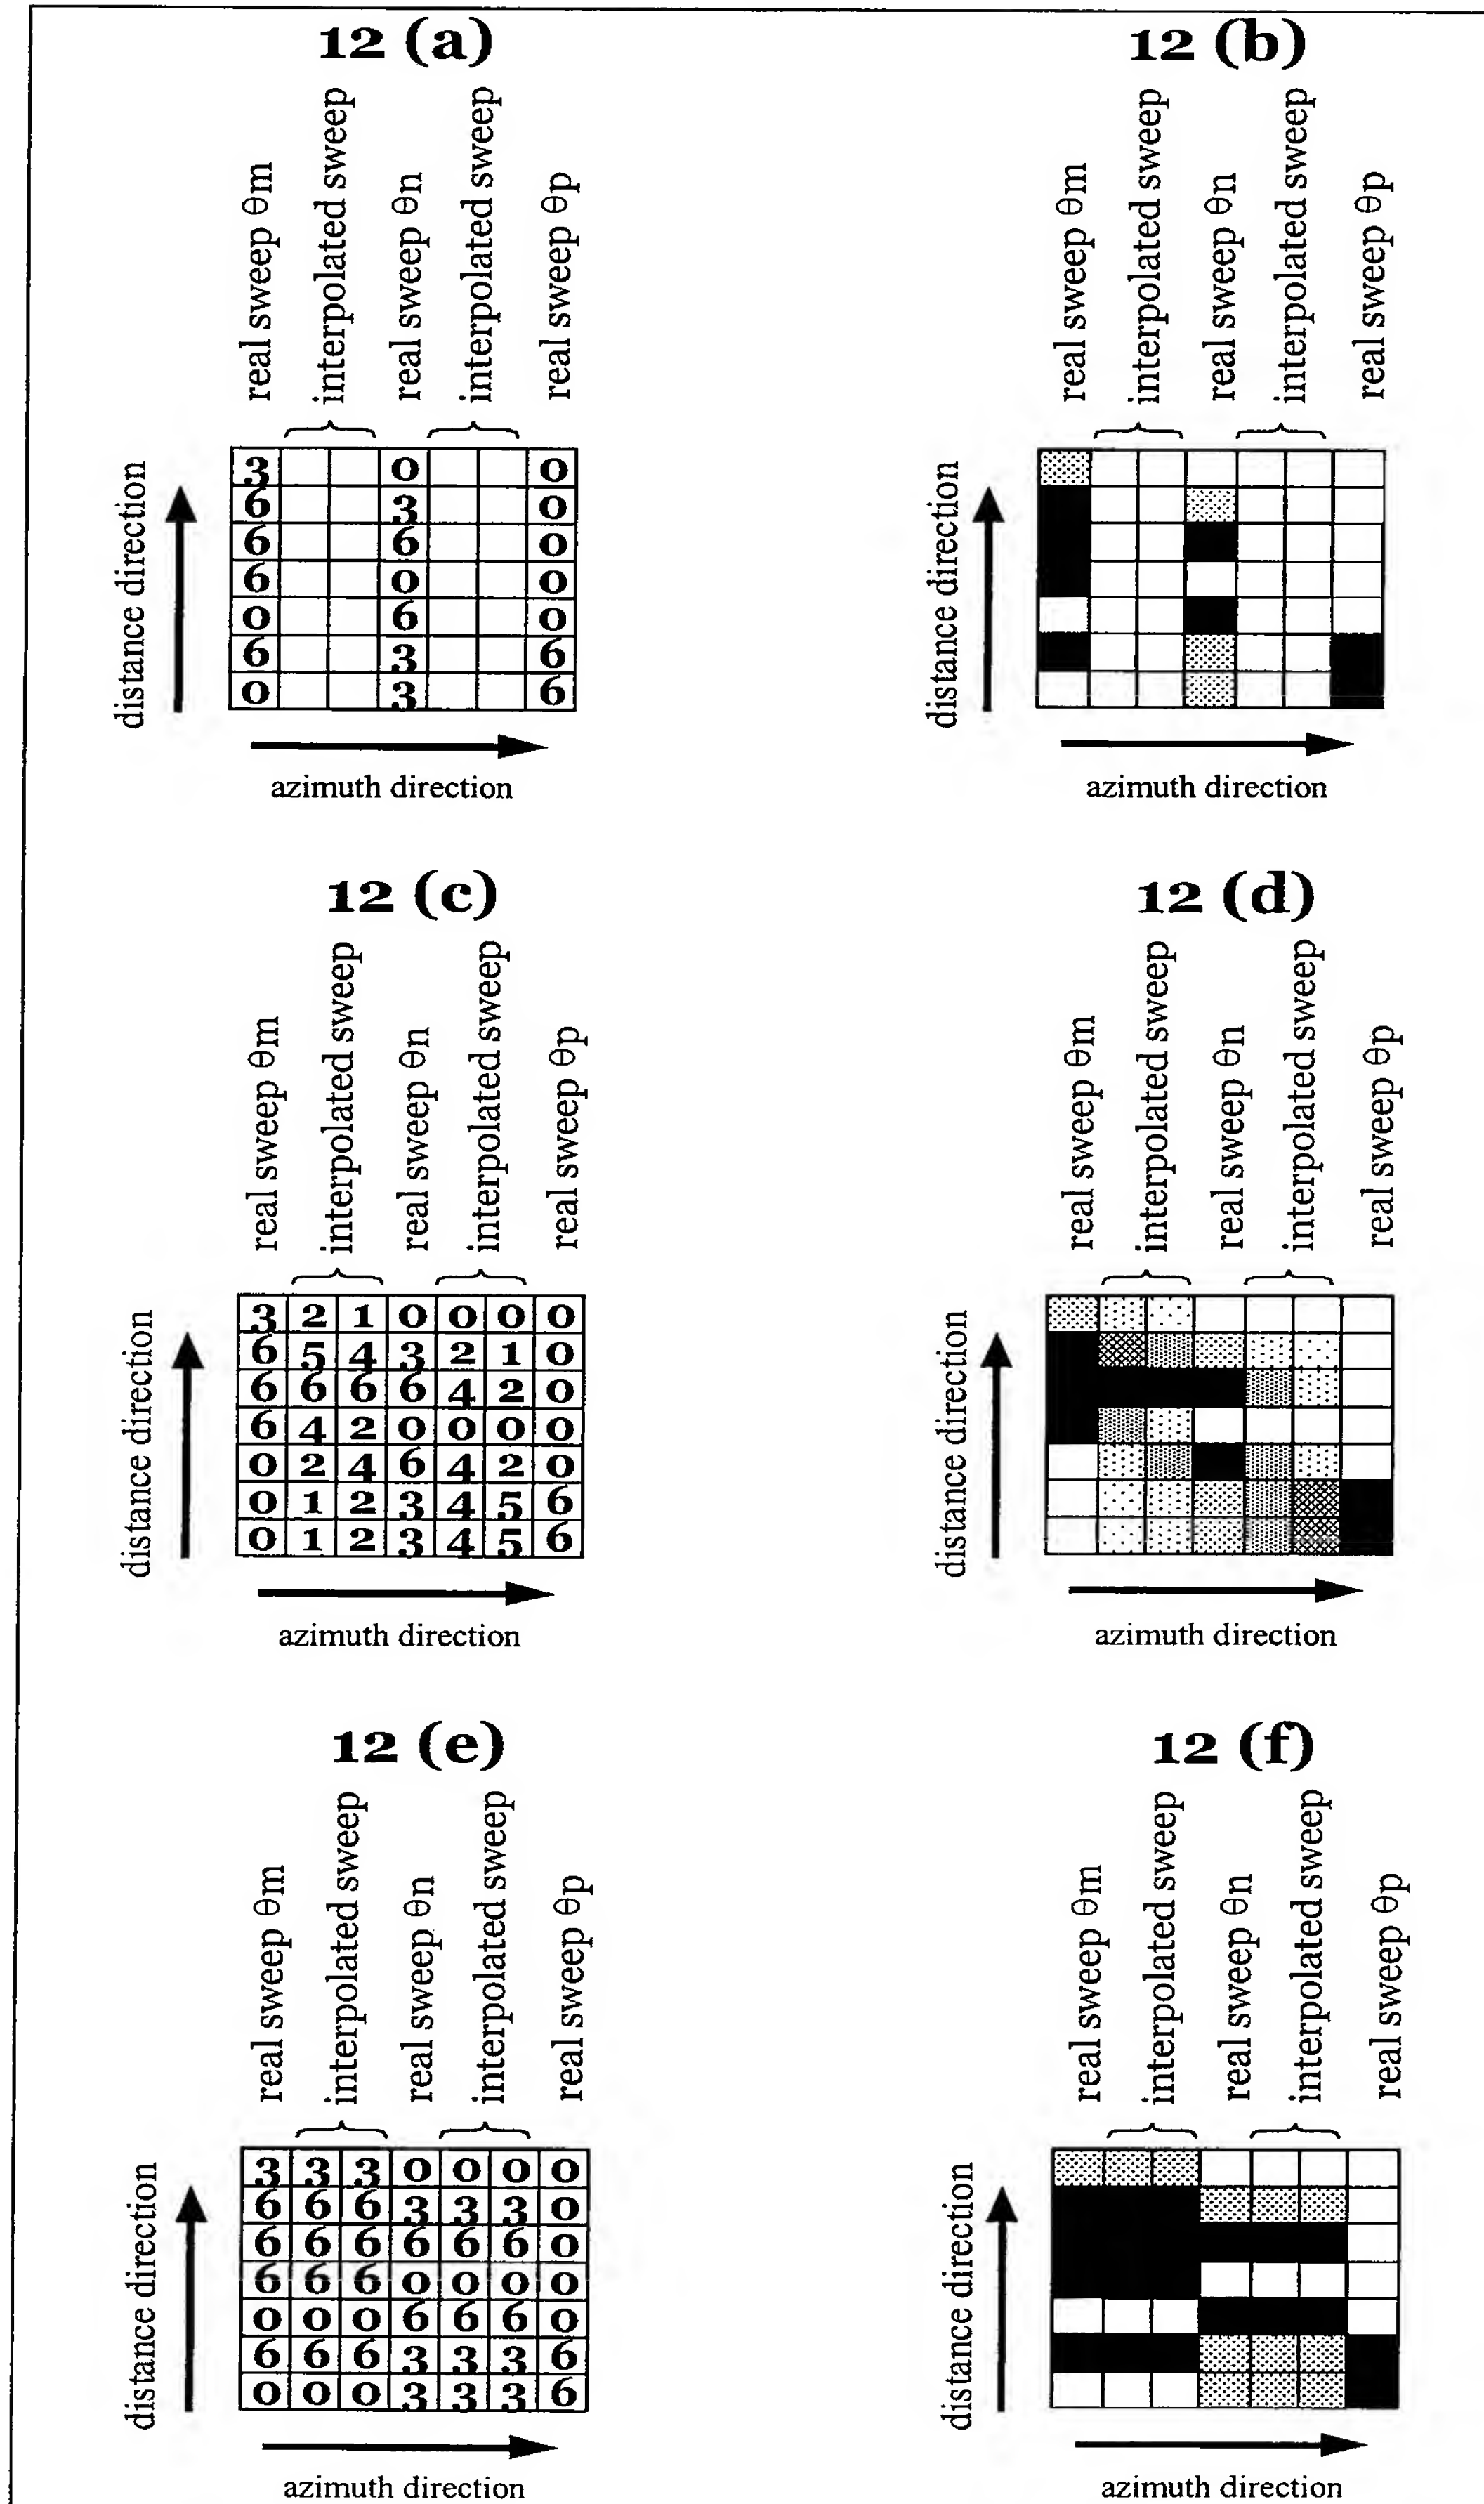 12 (a)
real sweep θm
interpolated sweep
real sweep θn
interpolated sweep
real sweep θp
distance direction
3 0 0
6 3 0
6 6 0
6 0 0
0 6 0
6 3 6
0 3 6
azimuth direction
12 (b)
real sweep θm
interpolated sweep
real sweep θn
interpolated sweep
real sweep θp
distance direction
azimuth direction
12 (c)
real sweep θm
interpolated sweep
real sweep θn
interpolated sweep
real sweep θp
distance direction
3 2 1 0 0 0 0
6 5 4 3 2 1 0
6 6 6 6 4 2 0
6 4 2 0 0 0 0
0 2 4 6 4 2 0
0 1 2 3 4 5 6
0 1 2 3 4 5 6
azimuth direction
12 (d)
real sweep θm
interpolated sweep
real sweep θn
interpolated sweep
real sweep θp
distance direction
azimuth direction
12 (e)
real sweep θm
interpolated sweep
real sweep θn
interpolated sweep
real sweep θp
distance direction
3 3 3 0 0 0 0
6 6 6 3 3 3 0
6 6 6 6 6 6 0
6 6 6 0 0 0 0
0 0 0 6 6 6 0
6 6 6 3 3 3 6
0 0 0 3 3 3 6
azimuth direction
12 (f)
real sweep θm
interpolated sweep
real sweep θn
interpolated sweep
real sweep θp
distance direction
azimuth direction